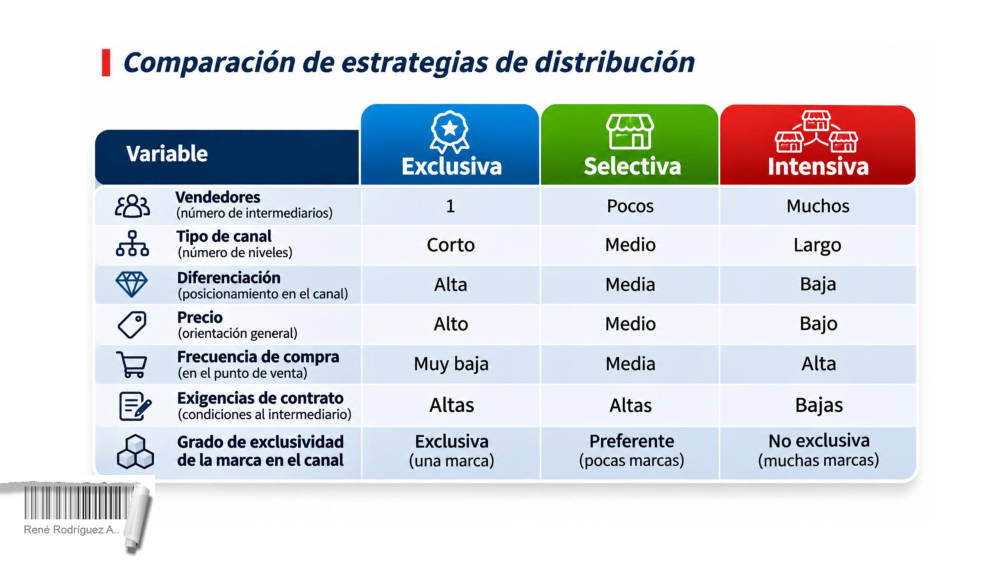 Comparación de estrategias de distribución
Variable
Exclusiva
Selectiva
Intensiva
Vendedores
(número de intermediarios)
1
Pocos
Muchos
Tipo de canal
(número de niveles)
Corto
Medio
Largo
Diferenciación
(posicionamiento en el canal)
Alta
Media
Baja
Precio
(orientación general)
Alto
Medio
Bajo
Frecuencia de compra
(en el punto de venta)
Muy baja
Media
Alta
Exigencias de contrato
(condiciones al intermediario)
Altas
Altas
Bajas
Grado de exclusividad
de la marca en el canal
Exclusiva
(una marca)
Preferente
(pocas marcas)
No exclusiva
(muchas marcas)
René Rodríguez A..